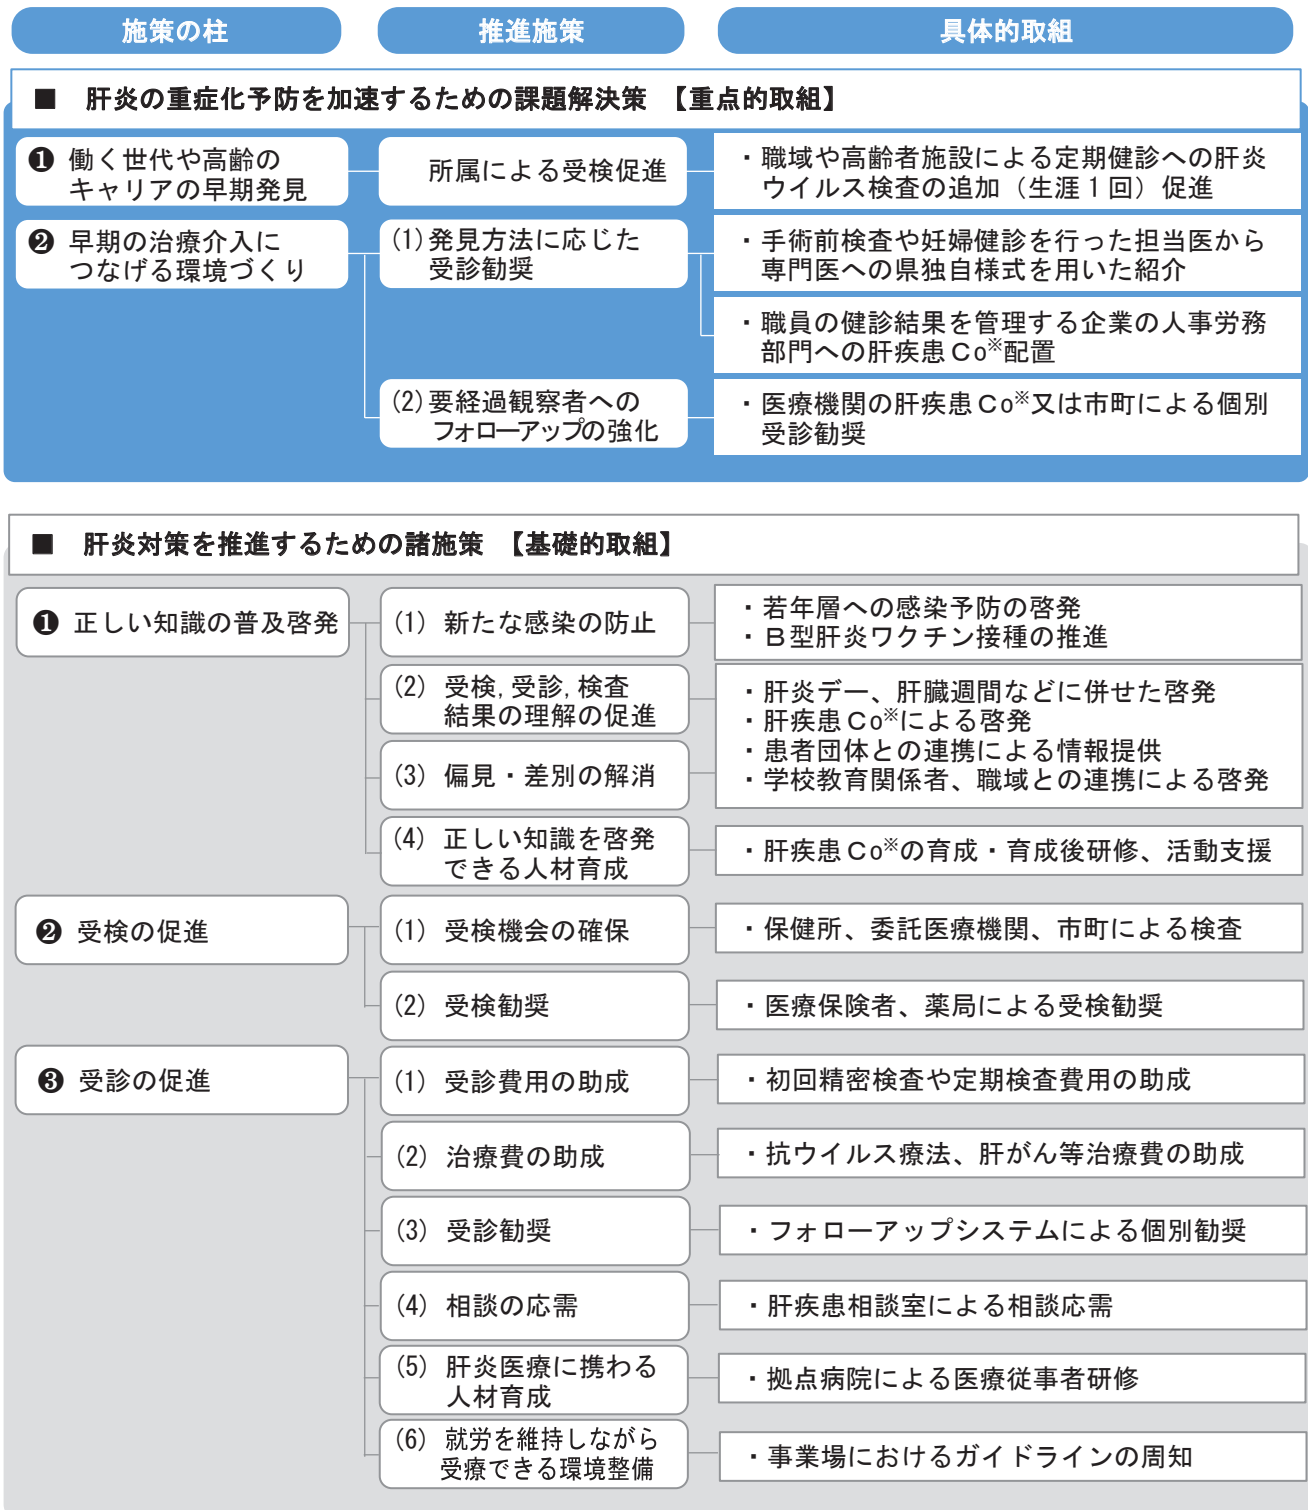 施策の柱
推進施策
具体的取組
■ 肝炎の重症化予防を加速するための課題解決策 【重点的取組】
❶ 働く世代や高齢の
キャリアの早期発見
所属による受検促進
・職域や高齢者施設による定期健診への肝炎
ウイルス検査の追加（生涯1回）促進
❷ 早期の治療介入に
つなげる環境づくり
(1)発見方法に応じた
受診勧奨
・手術前検査や妊婦健診を行った担当医から
専門医への県独自様式を用いた紹介
・職員の健診結果を管理する企業の人事労務
部門への肝疾患Co※配置
(2)要経過観察者への
フォローアップの強化
・医療機関の肝疾患Co※又は市町による個別
受診勧奨
■ 肝炎対策を推進するための諸施策 【基礎的取組】
❶ 正しい知識の普及啓発
(1) 新たな感染の防止
・若年層への感染予防の啓発
・B型肝炎ワクチン接種の推進
(2) 受検,受診,検査
結果の理解の促進
(3) 偏見・差別の解消
・肝炎デー、肝臓週間などに併せた啓発
・肝疾患Co※による啓発
・患者団体との連携による情報提供
・学校教育関係者、職域との連携による啓発
(4) 正しい知識を啓発
できる人材育成
・肝疾患Co※の育成・育成後研修、活動支援
❷ 受検の促進
(1) 受検機会の確保
・保健所、委託医療機関、市町による検査
(2) 受検勧奨
・医療保険者、薬局による受検勧奨
❸ 受診の促進
(1) 受診費用の助成
・初回精密検査や定期検査費用の助成
(2) 治療費の助成
・抗ウイルス療法、肝がん等治療費の助成
(3) 受診勧奨
・フォローアップシステムによる個別勧奨
(4) 相談の応需
・肝疾患相談室による相談応需
(5) 肝炎医療に携わる
人材育成
・拠点病院による医療従事者研修
(6) 就労を維持しながら
受療できる環境整備
・事業場におけるガイドラインの周知